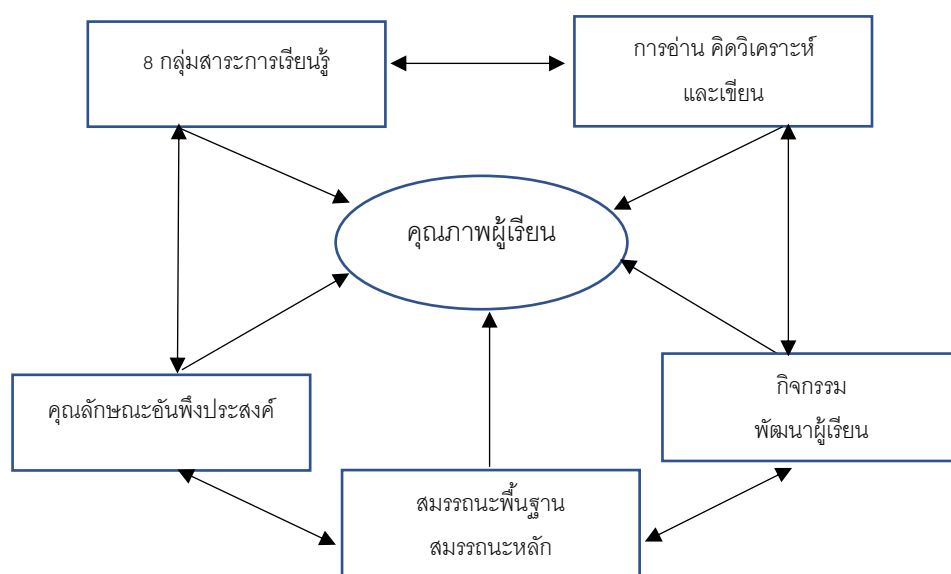 8 กลุ่มสาระการเรียนรู้
การอ่าน คิดวิเคราะห์
และเขียน
คุณภาพผู้เรียน
คุณลักษณะอันพึงประสงค์
กิจกรรม
พัฒนาผู้เรียน
สมรรถนะพื้นฐาน
สมรรถนะหลัก